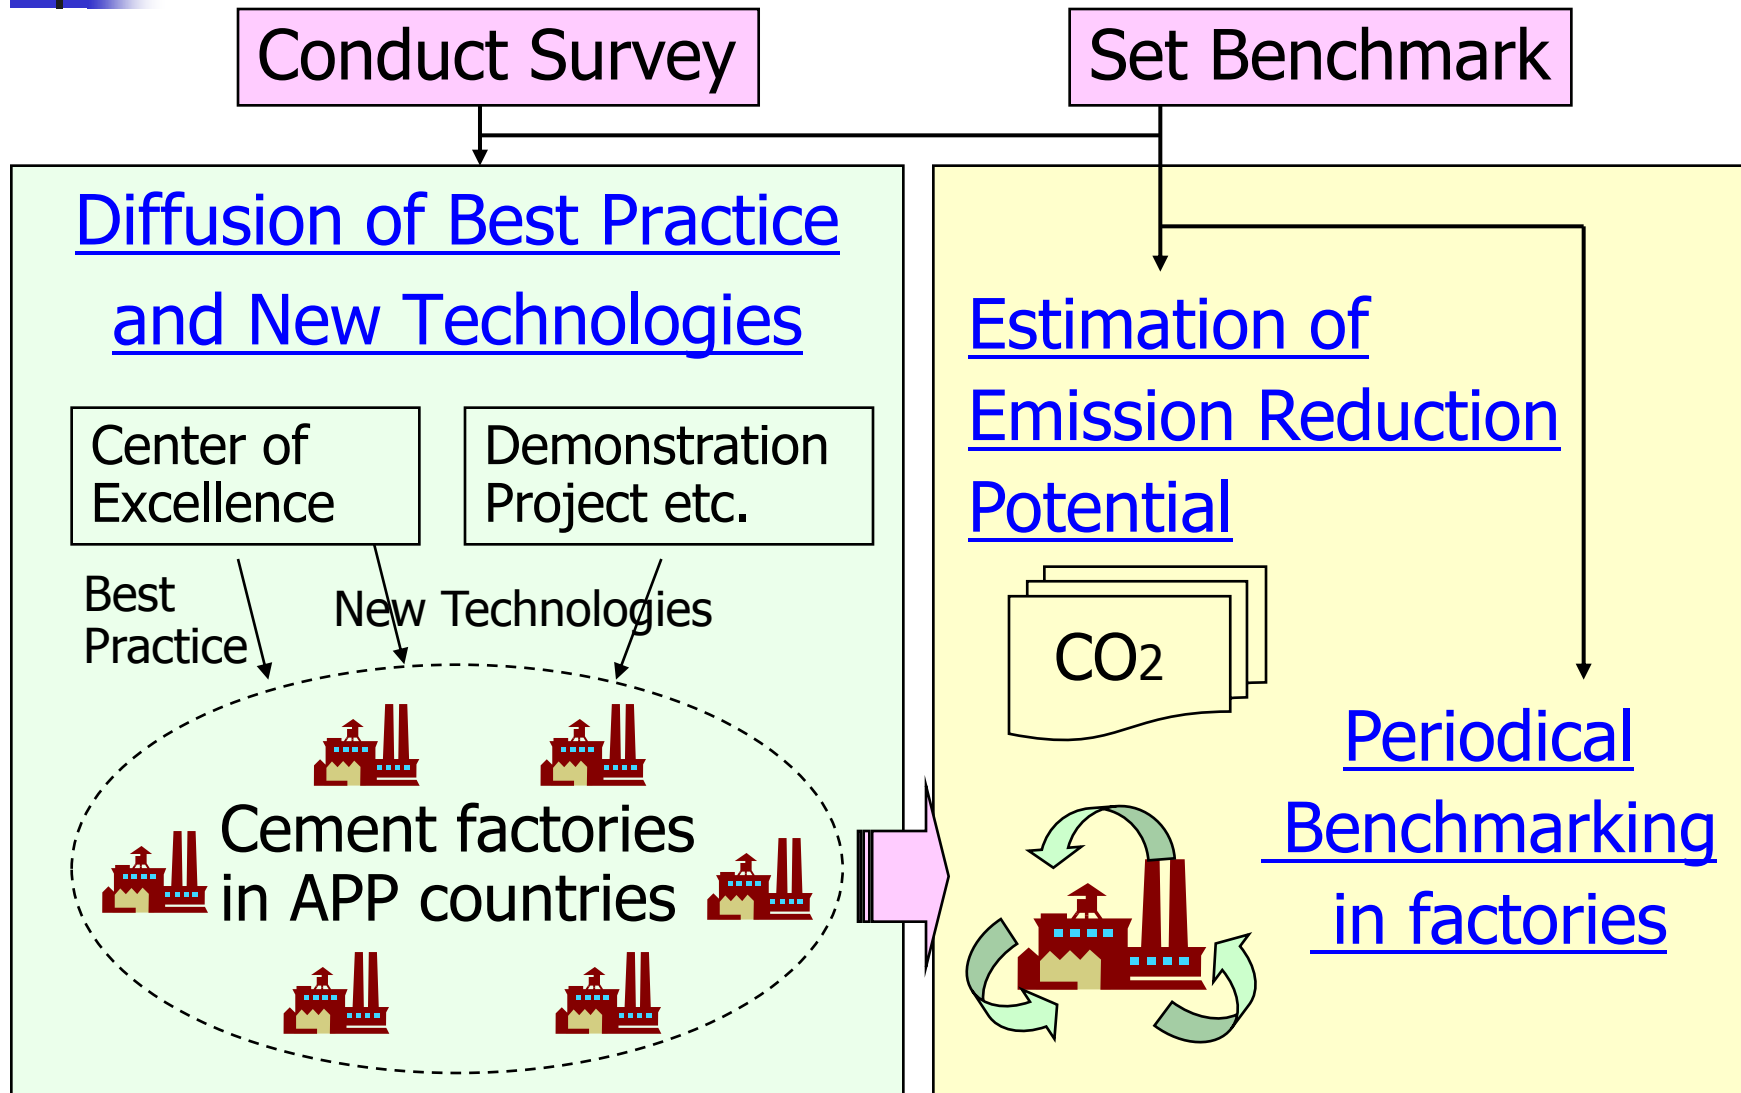 Conduct Survey
Set Benchmark
Diffusion of Best Practice
and New Technologies
Center of
Excellence
Demonstration
Project etc.
Best
Practice
New Technologies
Cement factories
in APP countries
Estimation of
Emission Reduction
Potential
CO2
Periodical
Benchmarking
in factories